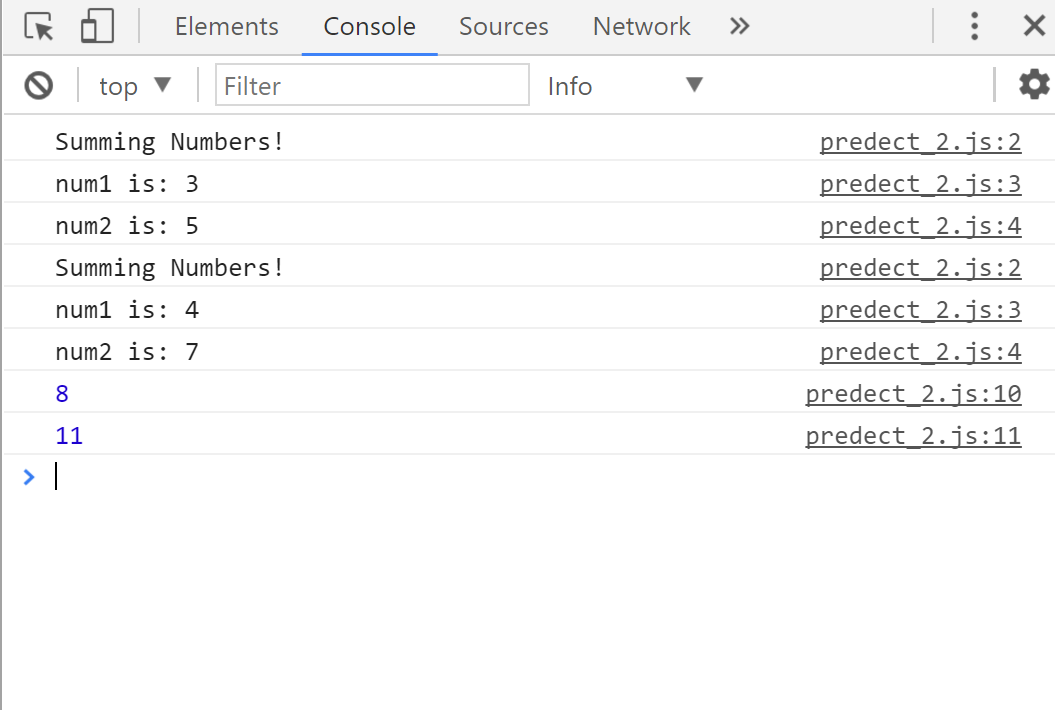 Elements Console Sources Network »
top ▼ Filter Info ▼
Summing Numbers! predect_2.js:2
num1 is: 3 predect_2.js:3
num2 is: 5 predect_2.js:4
Summing Numbers! predect_2.js:2
num1 is: 4 predect_2.js:3
num2 is: 7 predect_2.js:4
8 predect_2.js:10
11 predect_2.js:11